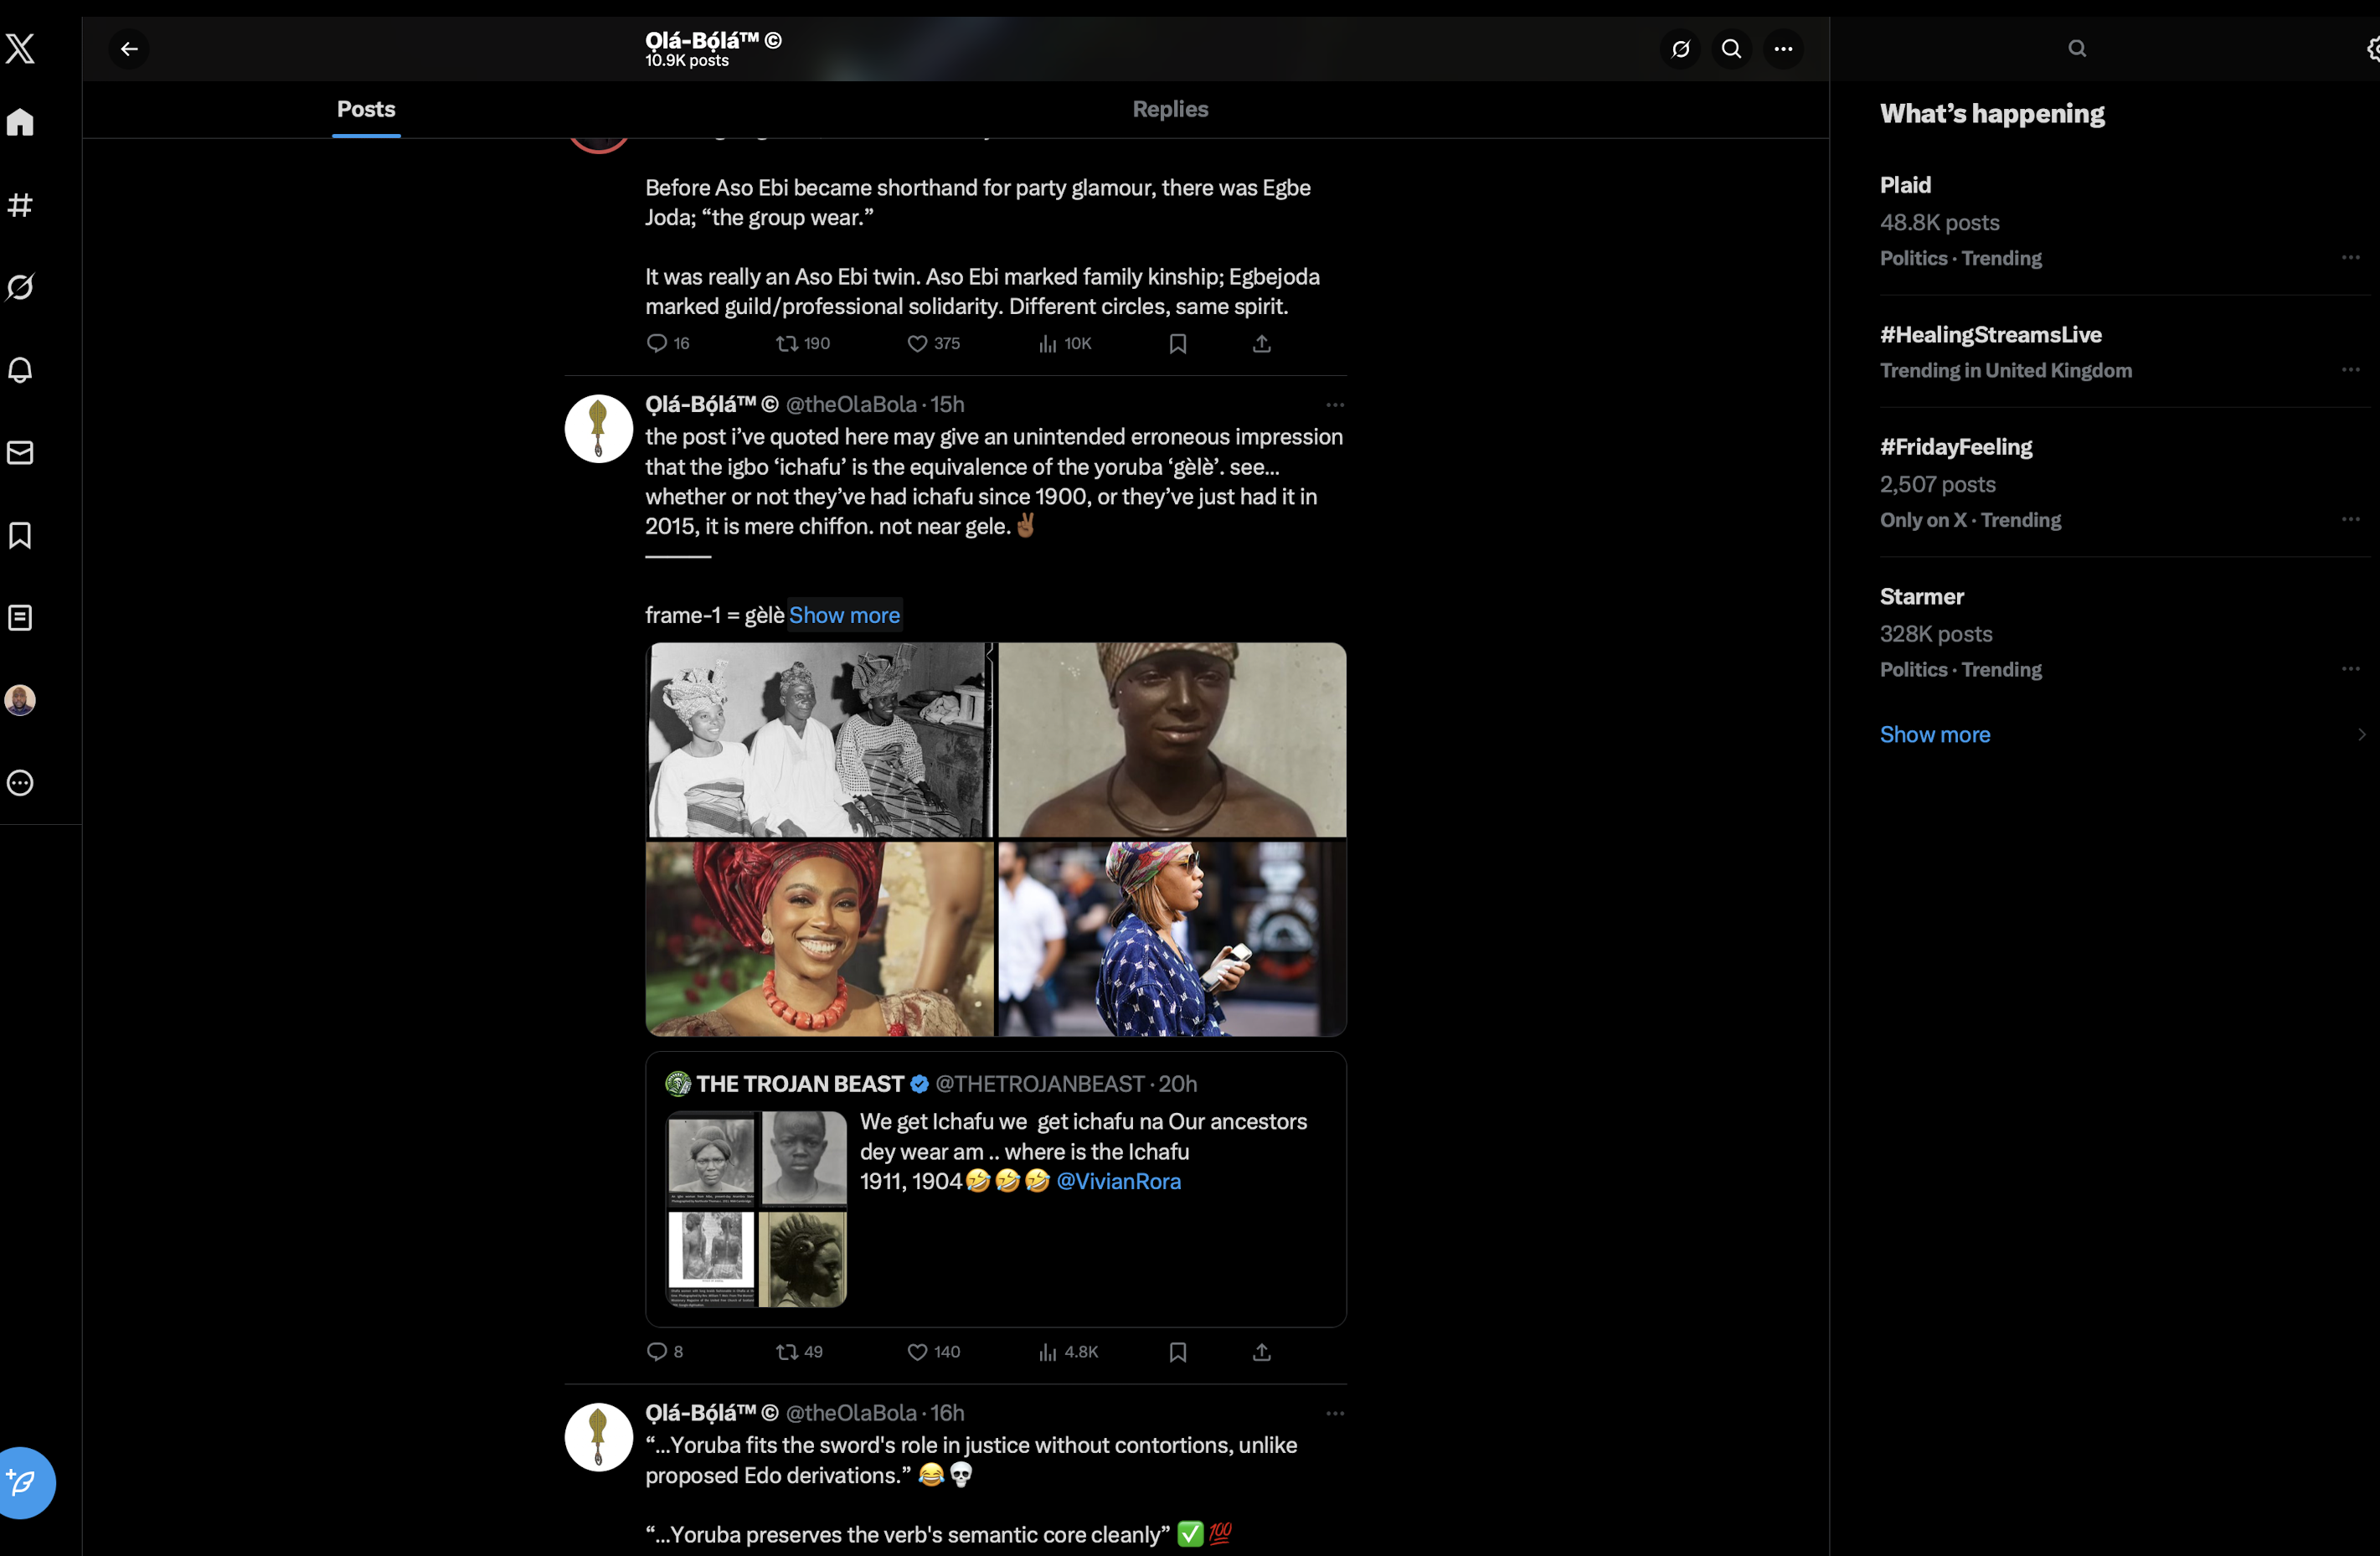 Ọlá-Bọ́lá™ ©
10.9K posts
Posts
Replies
Before Aso Ebi became shorthand for party glamour, there was Egbe
Joda; “the group wear.”
It was really an Aso Ebi twin. Aso Ebi marked family kinship; Egbejoda
marked guild/professional solidarity. Different circles, same spirit.
16 190 375 10K
Ọlá-Bọ́lá™ © @theOlaBola · 15h
the post i’ve quoted here may give an unintended erroneous impression
that the igbo ‘ichafu’ is the equivalence of the yoruba ‘gèlè’. see...
whether or not they’ve had ichafu since 1900, or they’ve just had it in
2015, it is mere chiffon. not near gele.✌🏾
———
frame-1 = gèlè Show more
THE TROJAN BEAST @THETROJANBEAST · 20h
We get Ichafu we get ichafu na Our ancestors
dey wear am .. where is the Ichafu
1911, 1904🤣🤣🤣 @VivianRora
8 49 140 4.8K
Ọlá-Bọ́lá™ © @theOlaBola · 16h
“...Yoruba fits the sword's role in justice without contortions, unlike
proposed Edo derivations.” 😂💀
“...Yoruba preserves the verb's semantic core cleanly” ✅💯
What’s happening
Plaid
48.8K posts
Politics · Trending
#HealingStreamsLive
Trending in United Kingdom
#FridayFeeling
2,507 posts
Only on X · Trending
Starmer
328K posts
Politics · Trending
Show more